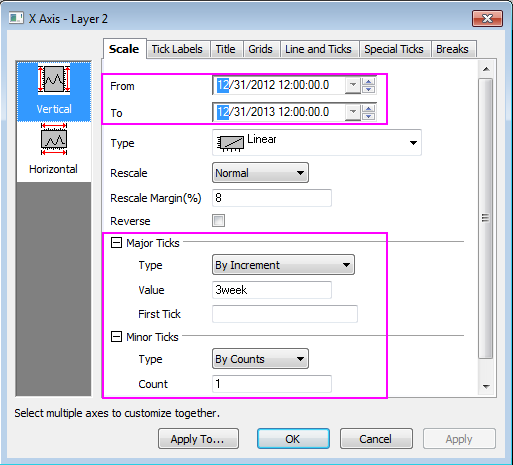 X Axis - Layer 2
Scale Tick Labels Title Grids Line and Ticks Special Ticks Breaks
Vertical
Horizontal
From 12/31/2012 12:00:00.0
To 12/31/2013 12:00:00.0
Type Linear
Rescale Normal
Rescale Margin(%) 8
Reverse
Major Ticks
Type By Increment
Value 3week
First Tick
Minor Ticks
Type By Counts
Count 1
Select multiple axes to customize together.
Apply To... OK Cancel Apply